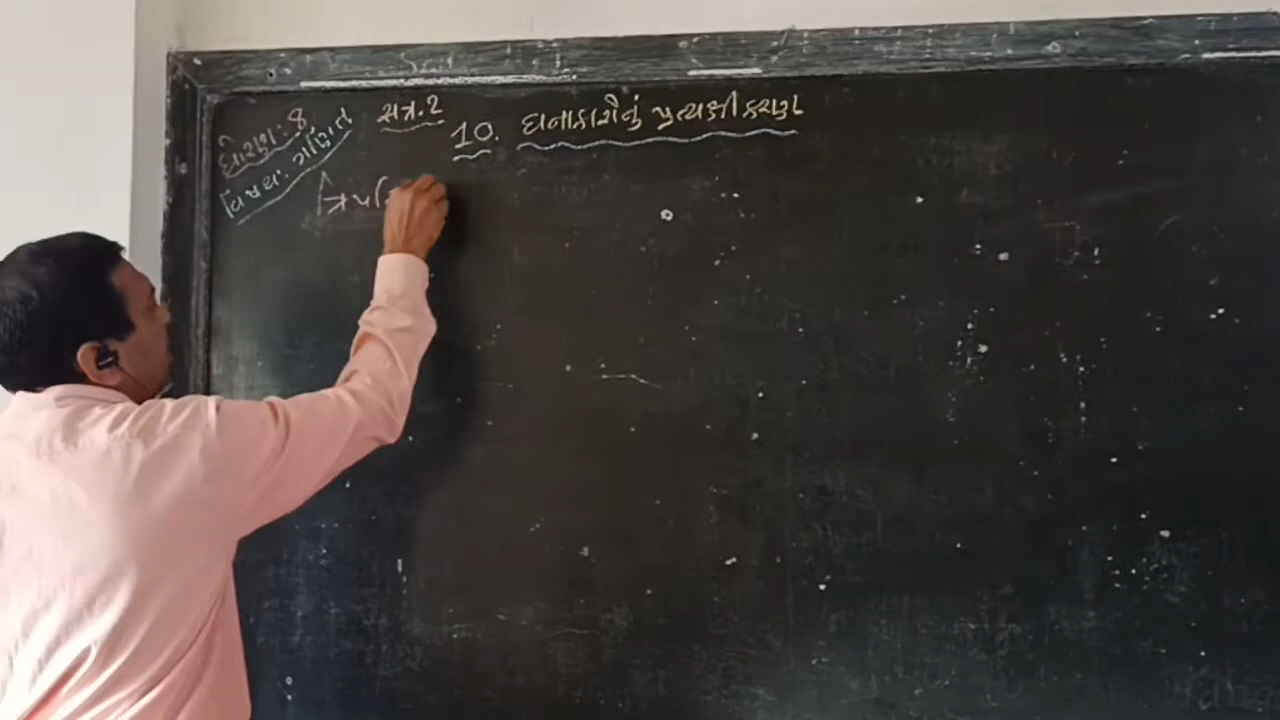 ધોરણ: 8, સત્ર. 2
વિષય: ગણિત
10. ઘનાકારોનું પ્રત્યક્ષીકરણ